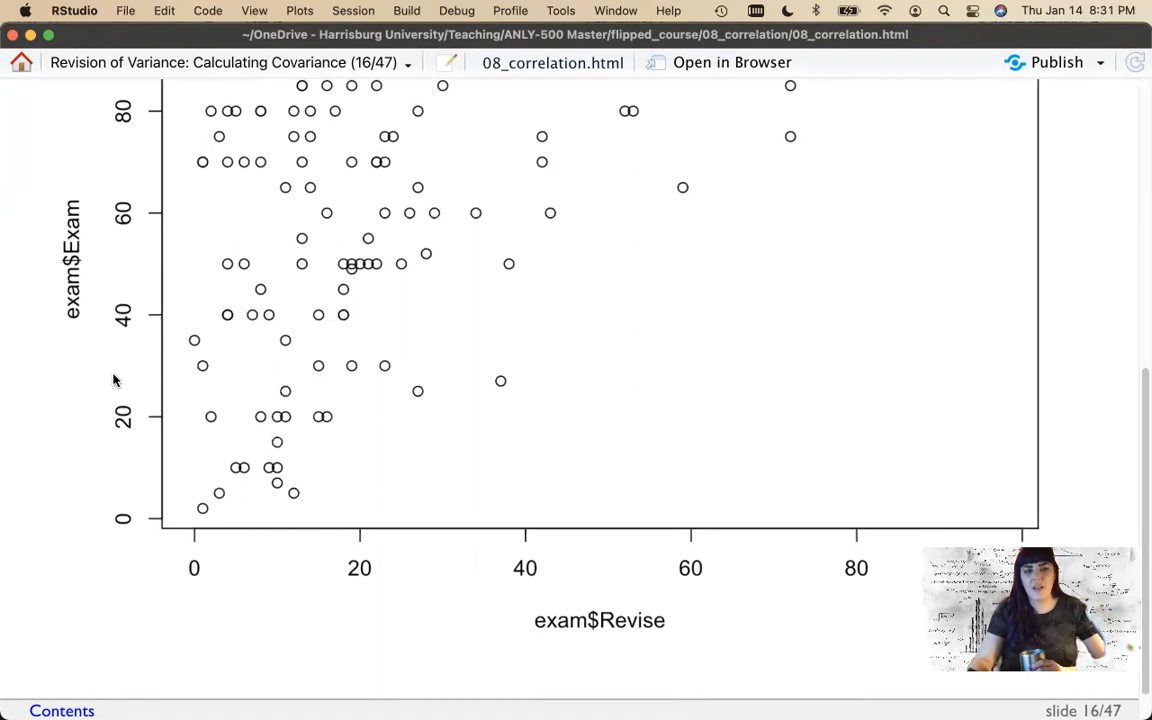 RStudio File Edit Code View Plots Session Build Debug Profile Tools Window Help Thu Jan 14 8:31 PM
~/OneDrive - Harrisburg University/Teaching/ANLY-500 Master/flipped_course/08_correlation/08_correlation.html
Revision of Variance: Calculating Covariance (16/47) 08_correlation.html Open in Browser Publish
80
60
40
20
0
exam$Exam
0 20 40 60 80
exam$Revise
Contents slide 16/47